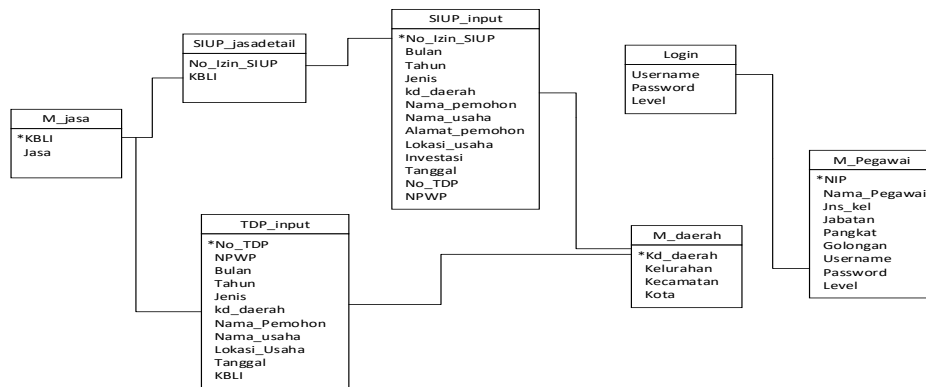 SIUP_input
*No_Izin_SIUP
Bulan
Tahun
Jenis
kd_daerah
Nama_pemohon
Nama_usaha
Alamat_pemohon
Lokasi_usaha
Investasi
Tanggal
No_TDP
NPWP
SIUP_jasadetail
No_Izin_SIUP
KBLI
Login
Username
Password
Level
M_jasa
*KBLI
Jasa
M_Pegawai
*NIP
Nama_Pegawai
Jns_kel
Jabatan
Pangkat
Golongan
Username
Password
Level
TDP_input
*No_TDP
NPWP
Bulan
Tahun
Jenis
kd_daerah
Nama_Pemohon
Nama_usaha
Lokasi_Usaha
Tanggal
KBLI
M_daerah
*Kd_daerah
Kelurahan
Kecamatan
Kota